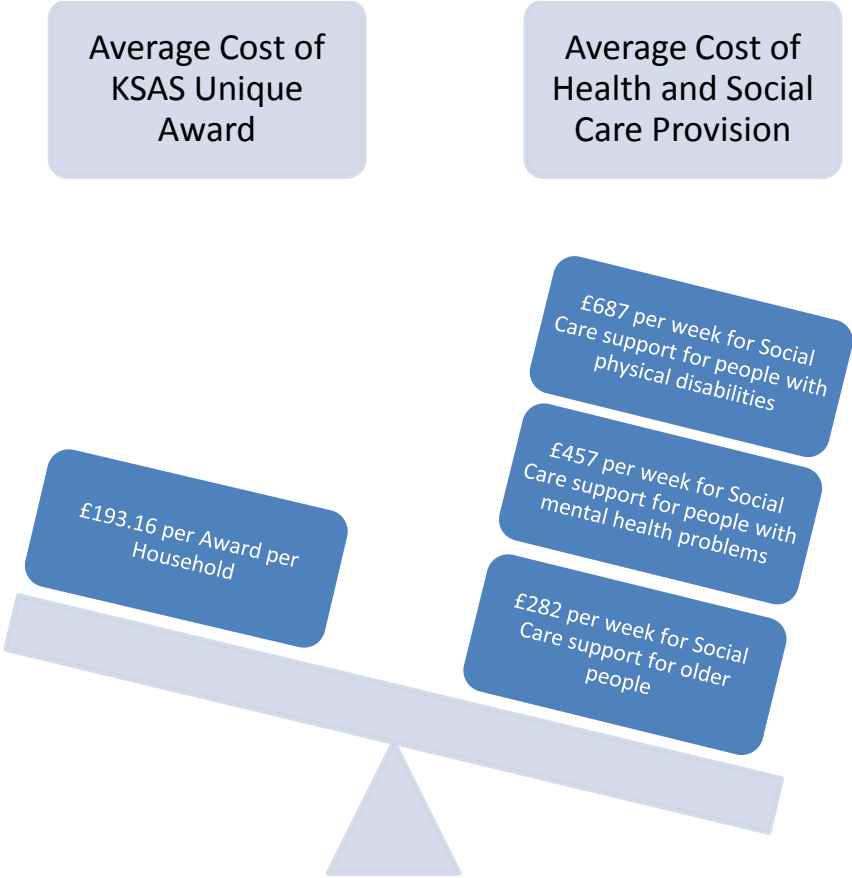 Average Cost of
KSAS Unique
Award
Average Cost of
Health and Social
Care Provision
£687 per week for Social
Care support for people with
physical disabilities
£457 per week for Social
Care support for people with
mental health problems
£193.16 per Award per
Household
£282 per week for Social
Care support for older
people